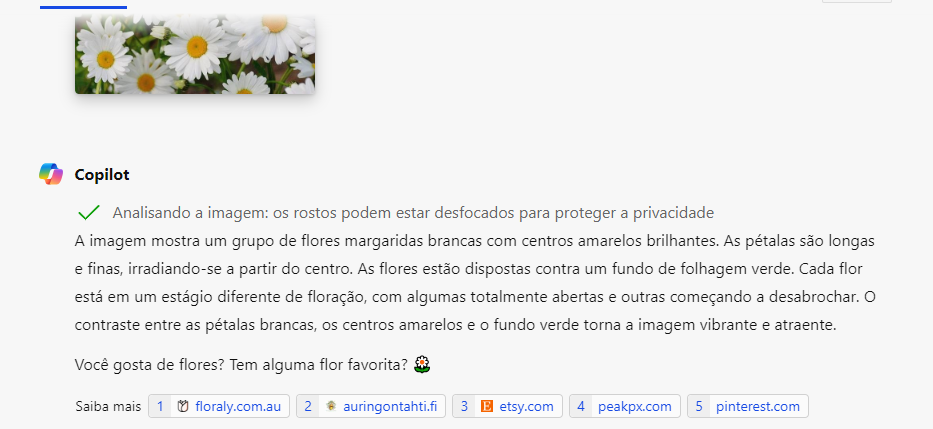 Copilot
Analisando a imagem: os rostos podem estar desfocados para proteger a privacidade
A imagem mostra um grupo de flores margaridas brancas com centros amarelos brilhantes. As pétalas são longas
e finas, irradiando-se a partir do centro. As flores estão dispostas contra um fundo de folhagem verde. Cada flor
está em um estágio diferente de floração, com algumas totalmente abertas e outras começando a desabrochar. O
contraste entre as pétalas brancas, os centros amarelos e o fundo verde torna a imagem vibrante e atraente.
Você gosta de flores? Tem alguma flor favorita?
Saiba mais 1 floraly.com.au 2 auringontahti.fi 3 E etsy.com 4 peakpx.com 5 pinterest.com